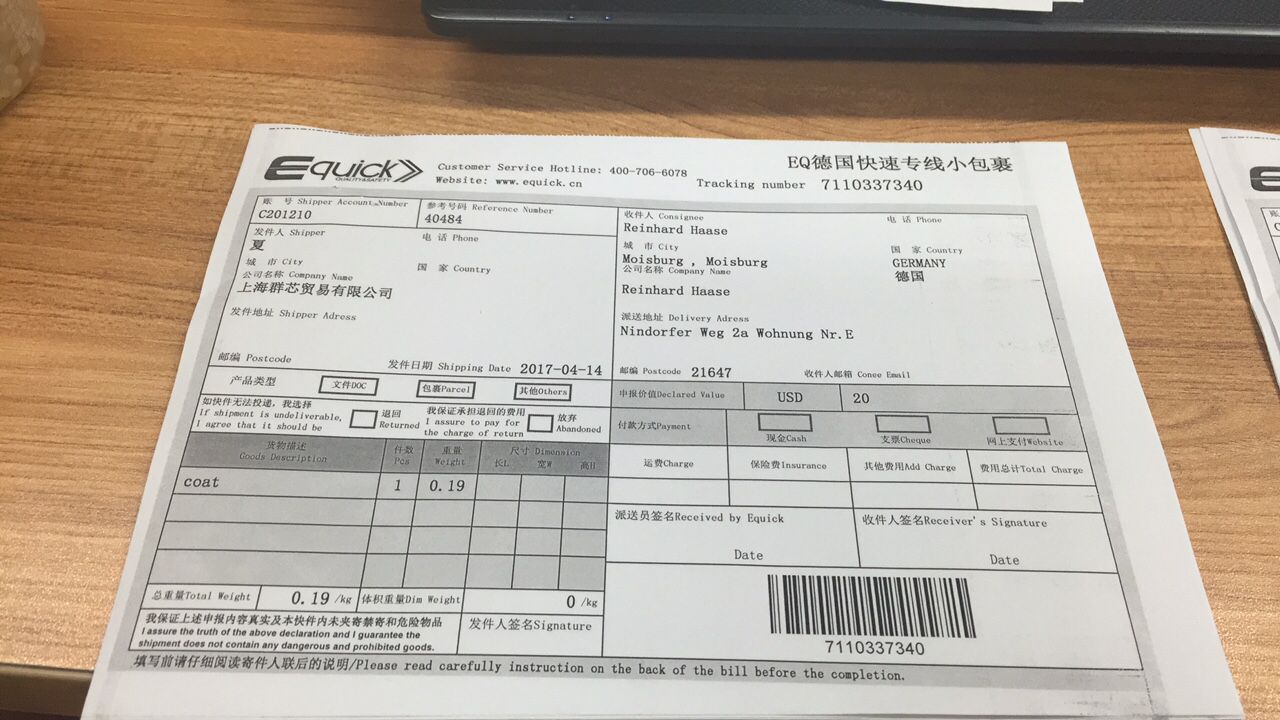 Equick
QUALITY&SAFETY
Customer Service Hotline: 400-706-6078
Website: www.equick.cn
EQ德国快速专线小包裹
Tracking number 7110337340
账 号 Shipper Account Number
C201210
参考号码 Reference Number
40484
发件人 Shipper
夏
电 话 Phone
城 市 City
国 家 Country
公司名称 Company Name
上海群芯贸易有限公司
发件地址 Shipper Adress
邮编 Postcode
发件日期 Shipping Date 2017-04-14
收件人 Consignee
Reinhard Haase
电 话 Phone
城 市 City
Moisburg , Moisburg
国 家 Country
GERMANY
德国
公司名称 Company Name
Reinhard Haase
派送地址 Delivery Adress
Nindorfer Weg 2a Wohnung Nr.E
邮编 Postcode 21647
收件人邮箱 Conee Email
产品类型 文件DOC 包裹Parcel 其他Others
如快件无法投递，我选择
If shipment is undeliverable,
I agree that it should be
退回
Returned
我保证承担退回的费用
I assure to pay for
the charge of return
放弃
Abandoned
申报价值Declared Value USD 20
付款方式Payment
现金Cash 支票Cheque 网上支付Website
运费Charge 保险费Insurance 其他费用Add Charge 费用总计Total Charge
货物描述
Goods Description
件数
Pcs
重量
Weight
尺寸 Dimension
长L 宽W 高H
coat 1 0.19
派送员签名Received by Equick
Date
收件人签名Receiver's Signature
Date
总重量Total Weight 0.19 /kg 体积重量Dim Weight 0 /kg
我保证上述申报内容真实及本快件内未夹寄禁寄和危险物品
I assure the truth of the above declaration and I guarantee the
shipment does not contain any dangerous and prohibited goods.
发件人签名Signature
7110337340
填写前请仔细阅读寄件人联后的说明/Please read carefully instruction on the back of the bill before the completion.